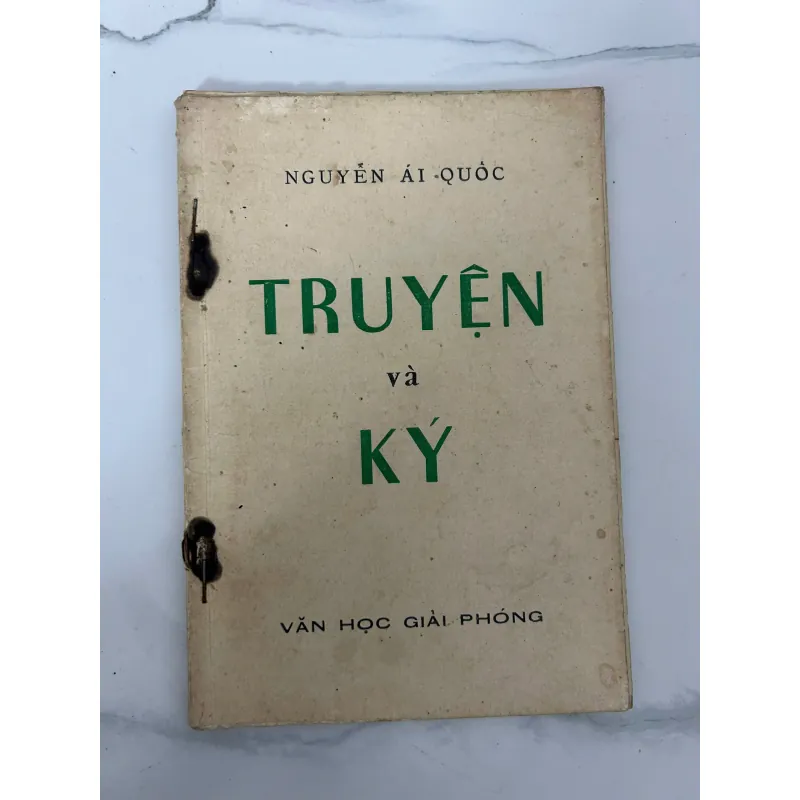 NGUYỄN ÁI QUỐC
TRUYỆN
và
KÝ
VĂN HỌC GIẢI PHÓNG